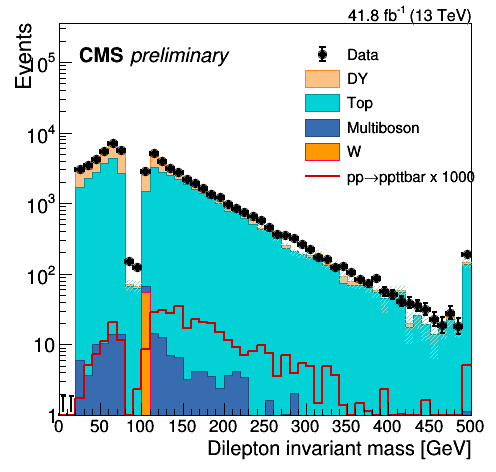 41.8 fb⁻¹ (13 TeV)
Events
CMS preliminary
Data
DY
Top
Multiboson
W
pp→ppttbar x 1000
10⁵
10⁴
10³
10²
10
1
0 50 100 150 200 250 300 350 400 450 500
Dilepton invariant mass [GeV]